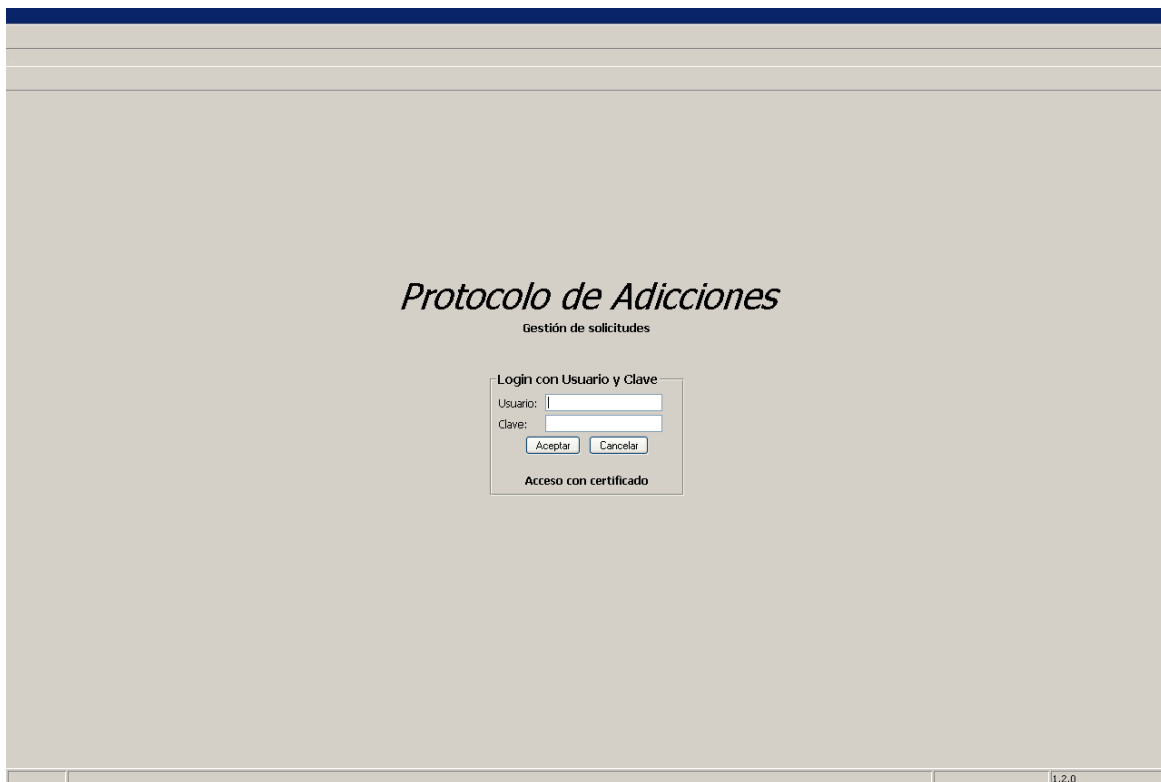 Protocolo de Adicciones
Gestión de solicitudes
Login con Usuario y Clave
Usuario:
Clave:
Aceptar Cancelar
Acceso con certificado
1.2.0